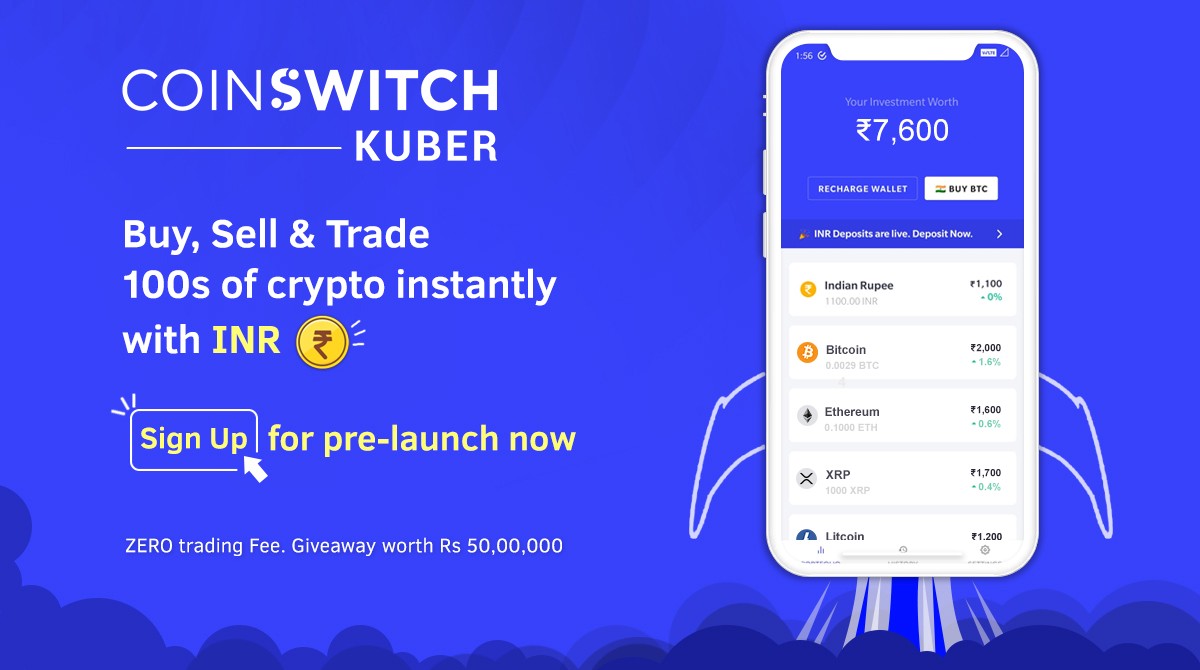 COINSWITCH
KUBER
Buy, Sell & Trade
100s of crypto instantly
with INR ₹
Sign Up for pre-launch now
ZERO trading Fee. Giveaway worth Rs 50,00,000
1:56
VoLTE
Your Investment Worth
₹7,600
RECHARGE WALLET
BUY BTC
INR Deposits are live. Deposit Now.
Indian Rupee ₹1,100
1100.00 INR 0%
Bitcoin ₹2,000
0.0029 BTC 1.6%
Ethereum ₹1,600
0.1000 ETH 0.6%
XRP ₹1,700
1000 XRP 0.4%
Litcoin ₹1,200